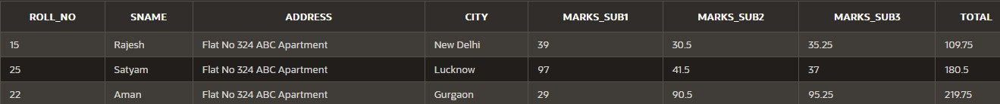 ROLL_NO SNAME ADDRESS CITY MARKS_SUB1 MARKS_SUB2 MARKS_SUB3 TOTAL
15 Rajesh Flat No 324 ABC Apartment New Delhi 39 30.5 35.25 109.75
25 Satyam Flat No 324 ABC Apartment Lucknow 97 41.5 37 180.5
22 Aman Flat No 324 ABC Apartment Gurgaon 29 90.5 95.25 219.75